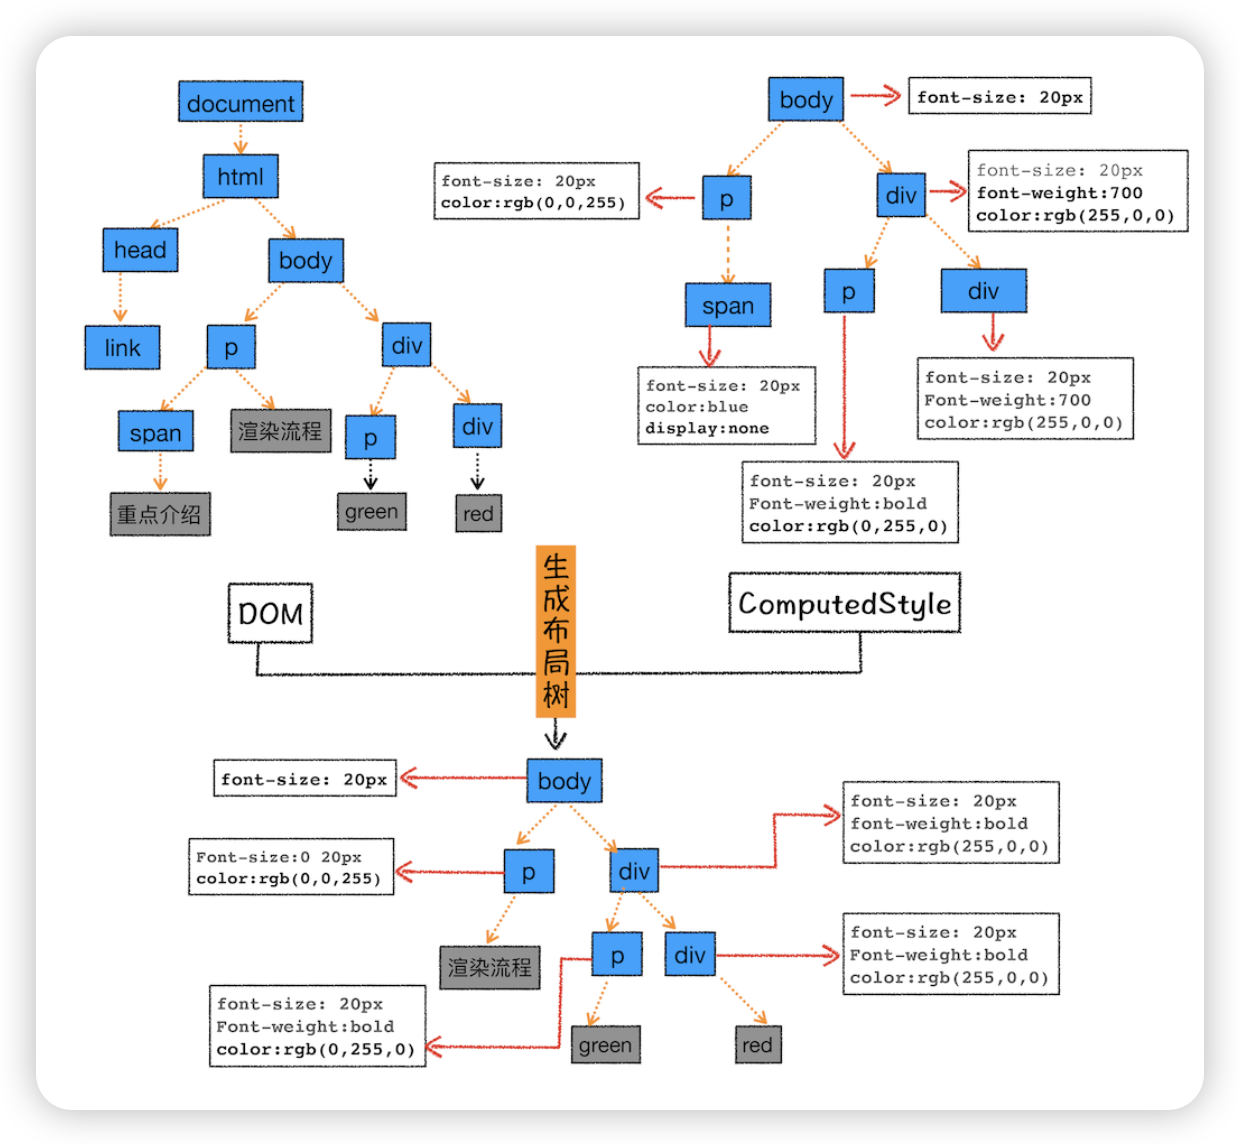 document
html
head
body
link
p
div
span
渲染流程
p
div
重点介绍
green
red
body
font-size: 20px
font-size: 20px
color:rgb(0,0,255)
p
div
font-size: 20px
font-weight:700
color:rgb(255,0,0)
span
p
div
font-size: 20px
color:blue
display:none
font-size: 20px
Font-weight:700
color:rgb(255,0,0)
font-size: 20px
Font-weight:bold
color:rgb(0,255,0)
DOM
生
成
布
局
树
ComputedStyle
font-size: 20px
body
font-size: 20px
font-weight:bold
color:rgb(255,0,0)
Font-size:0 20px
color:rgb(0,0,255)
p
div
渲染流程
p
div
font-size: 20px
Font-weight:bold
color:rgb(255,0,0)
font-size: 20px
Font-weight:bold
color:rgb(0,255,0)
green
red